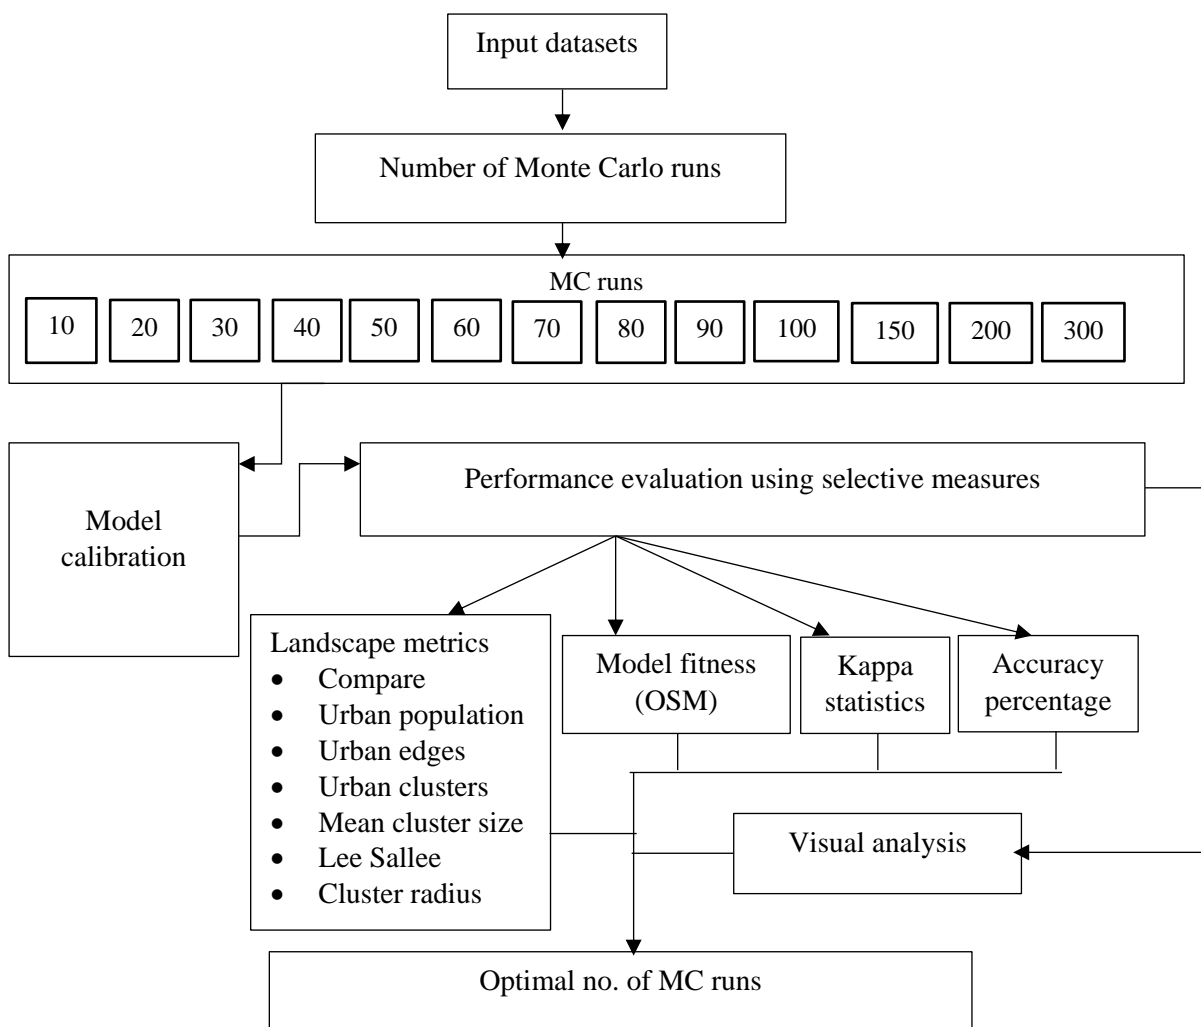 Input datasets
Number of Monte Carlo runs
MC runs
10 20 30 40 50 60 70 80 90 100 150 200 300
Model
calibration
Performance evaluation using selective measures
Landscape metrics
• Compare
• Urban population
• Urban edges
• Urban clusters
• Mean cluster size
• Lee Sallee
• Cluster radius
Model fitness
(OSM)
Kappa
statistics
Accuracy
percentage
Visual analysis
Optimal no. of MC runs